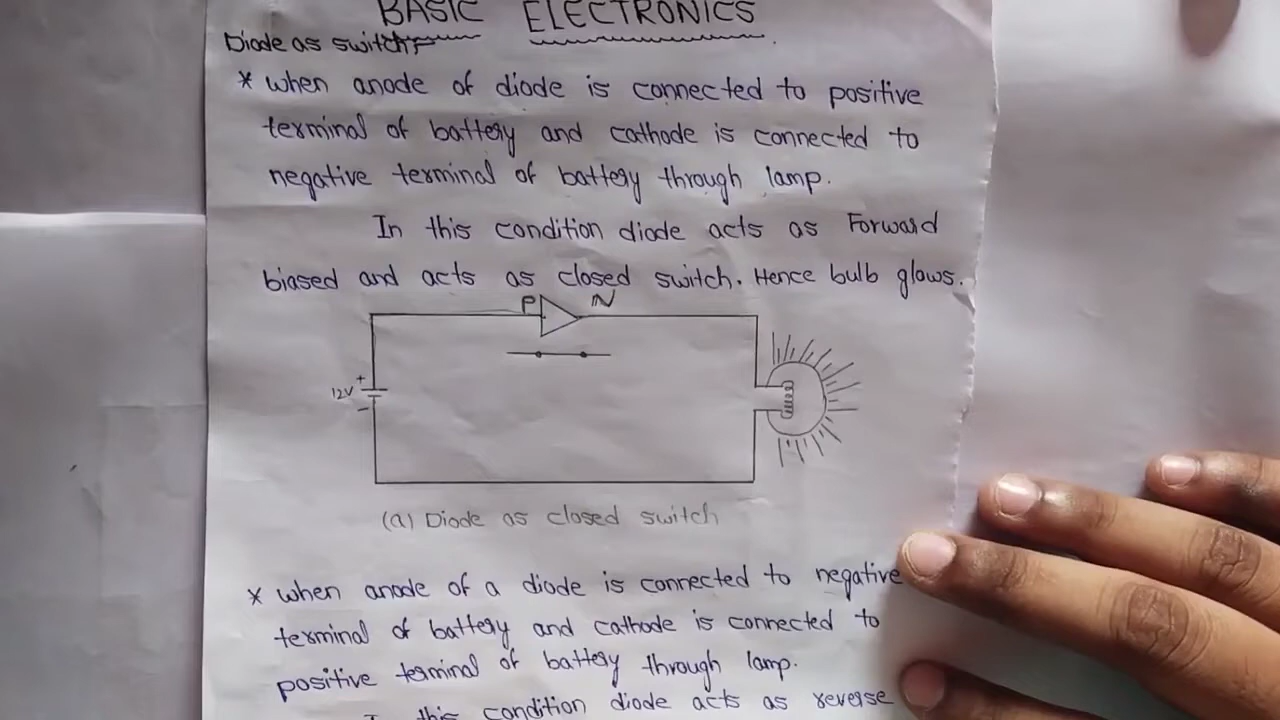 BASIC ELECTRONICS
Diode as switch:-
* when anode of diode is connected to positive
terminal of battery and cathode is connected to
negative terminal of battery through lamp.
In this condition diode acts as Forward
biased and acts as closed switch. Hence bulb glows.
P N
12V + -
(a) Diode as closed switch
* when anode of a diode is connected to negative
terminal of battery and cathode is connected to
positive terminal of battery through lamp.
In this condition diode acts as reverse